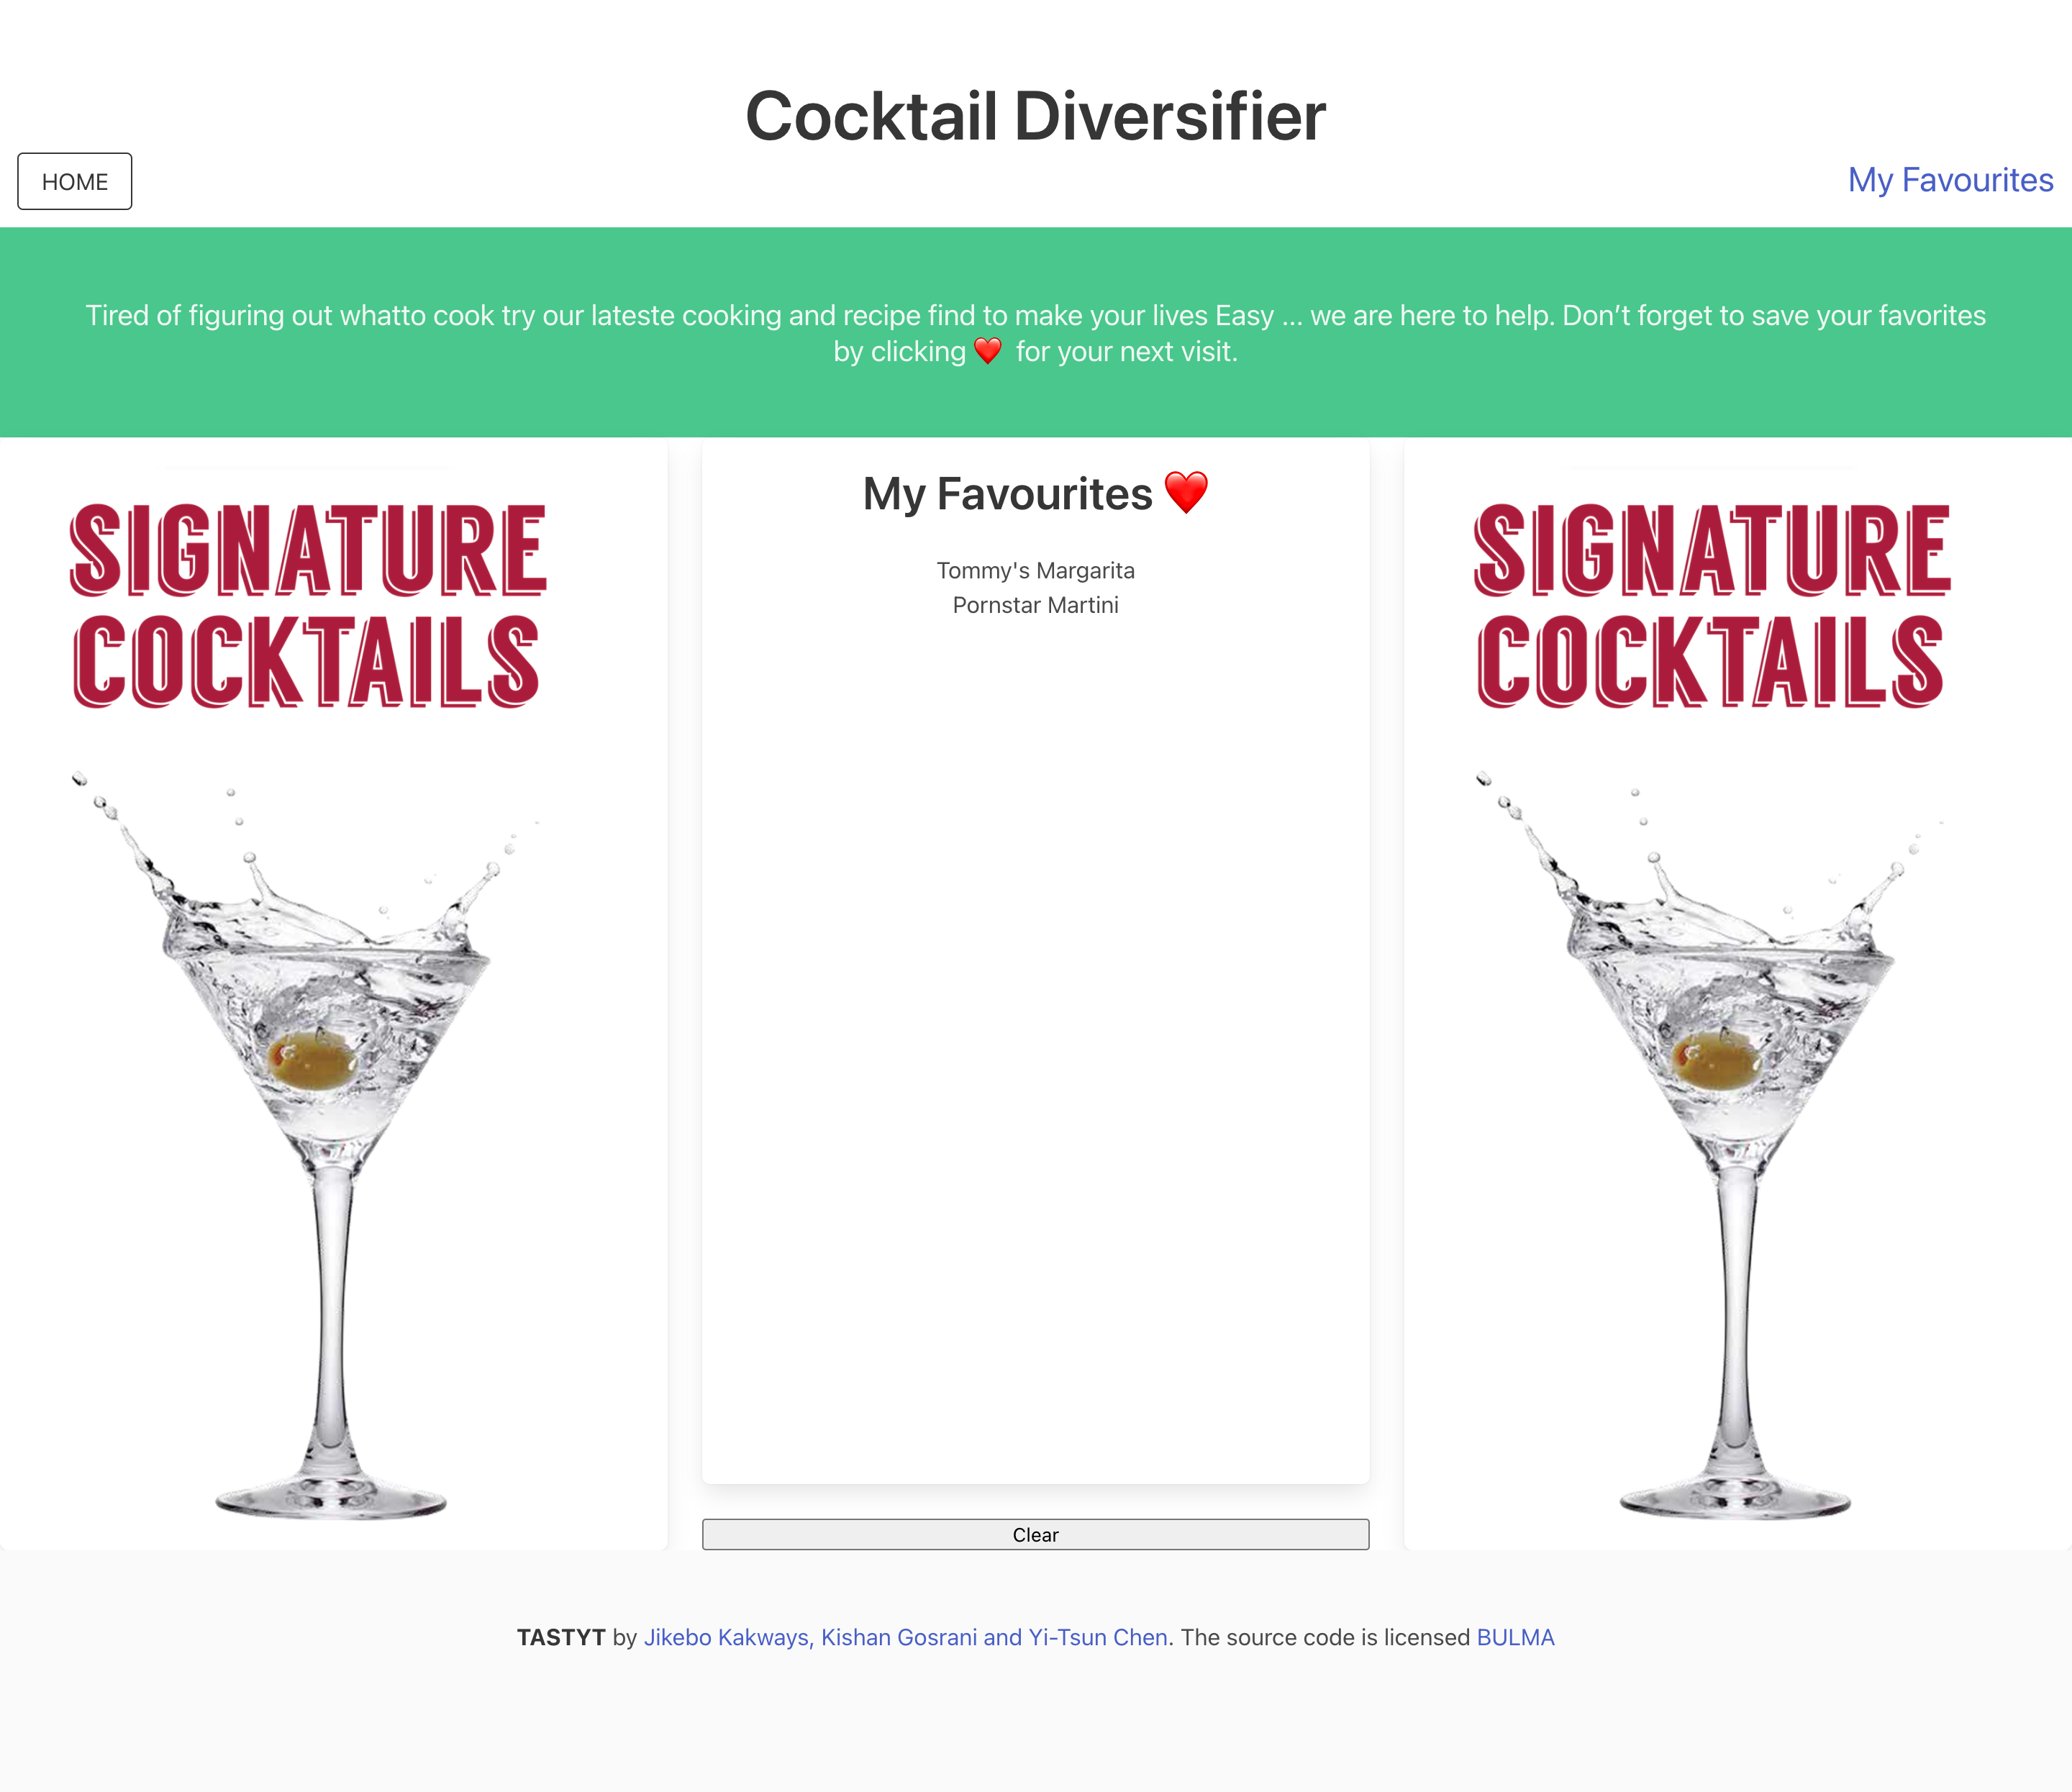 Cocktail Diversifier
HOME
My Favourites
Tired of figuring out whatto cook try our lateste cooking and recipe find to make your lives Easy ... we are here to help. Don’t forget to save your favorites
by clicking ❤️ for your next visit.
SIGNATURE
COCKTAILS
My Favourites ❤️
Tommy's Margarita
Pornstar Martini
Clear
SIGNATURE
COCKTAILS
TASTYT by Jikebo Kakways, Kishan Gosrani and Yi-Tsun Chen. The source code is licensed BULMA